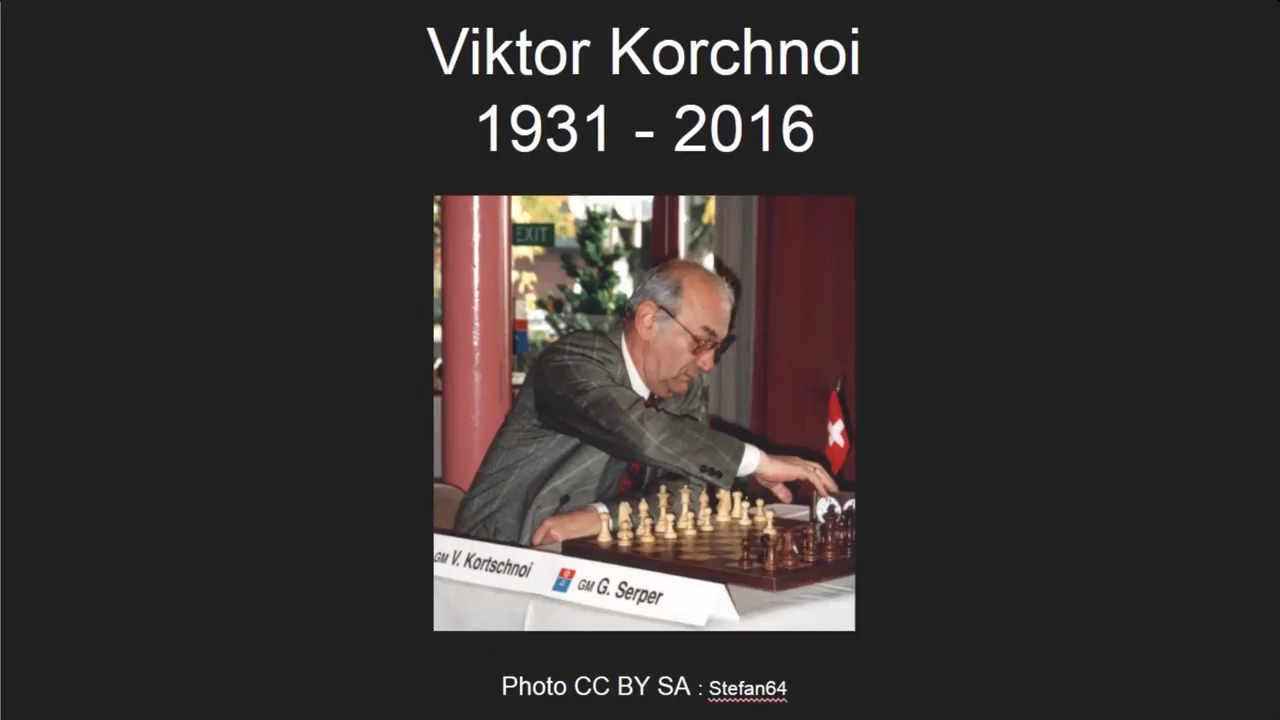 Viktor Korchnoi
1931 - 2016
EXIT
GM V. Kortschnoi
GM G. Serper
Photo CC BY SA : Stefan64